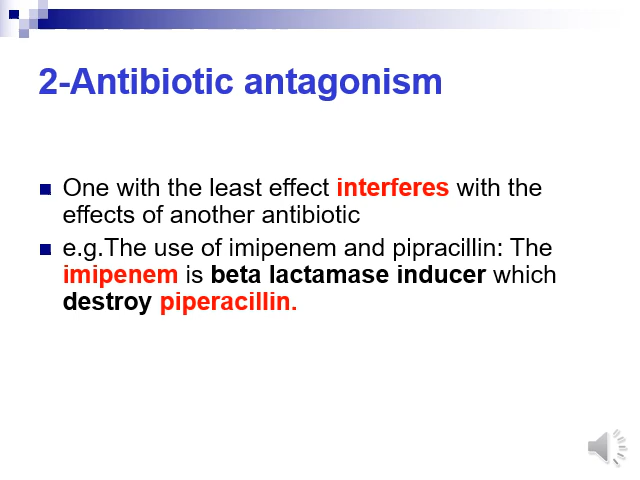 2-Antibiotic antagonism
One with the least effect interferes with the
effects of another antibiotic
e.g.The use of imipenem and pipracillin: The
imipenem is beta lactamase inducer which
destroy piperacillin.